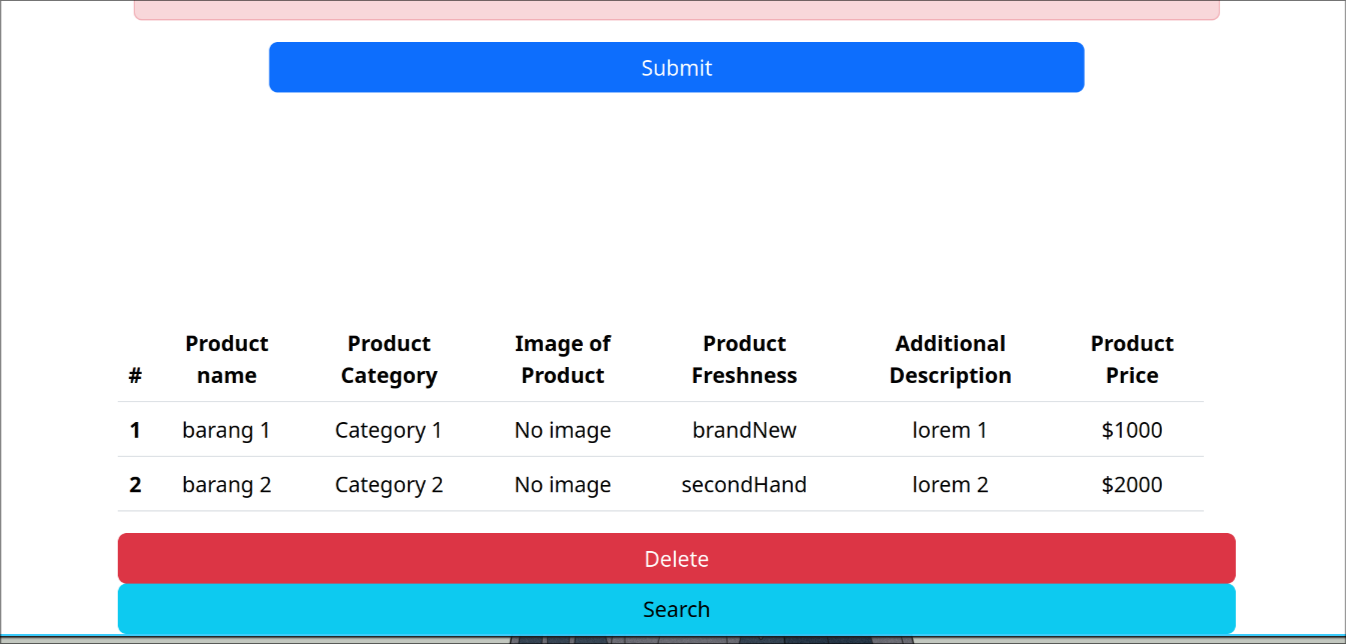 Submit
# Product name Product Category Image of Product Product Freshness Additional Description Product Price
1 barang 1 Category 1 No image brandNew lorem 1 $1000
2 barang 2 Category 2 No image secondHand lorem 2 $2000
Delete
Search